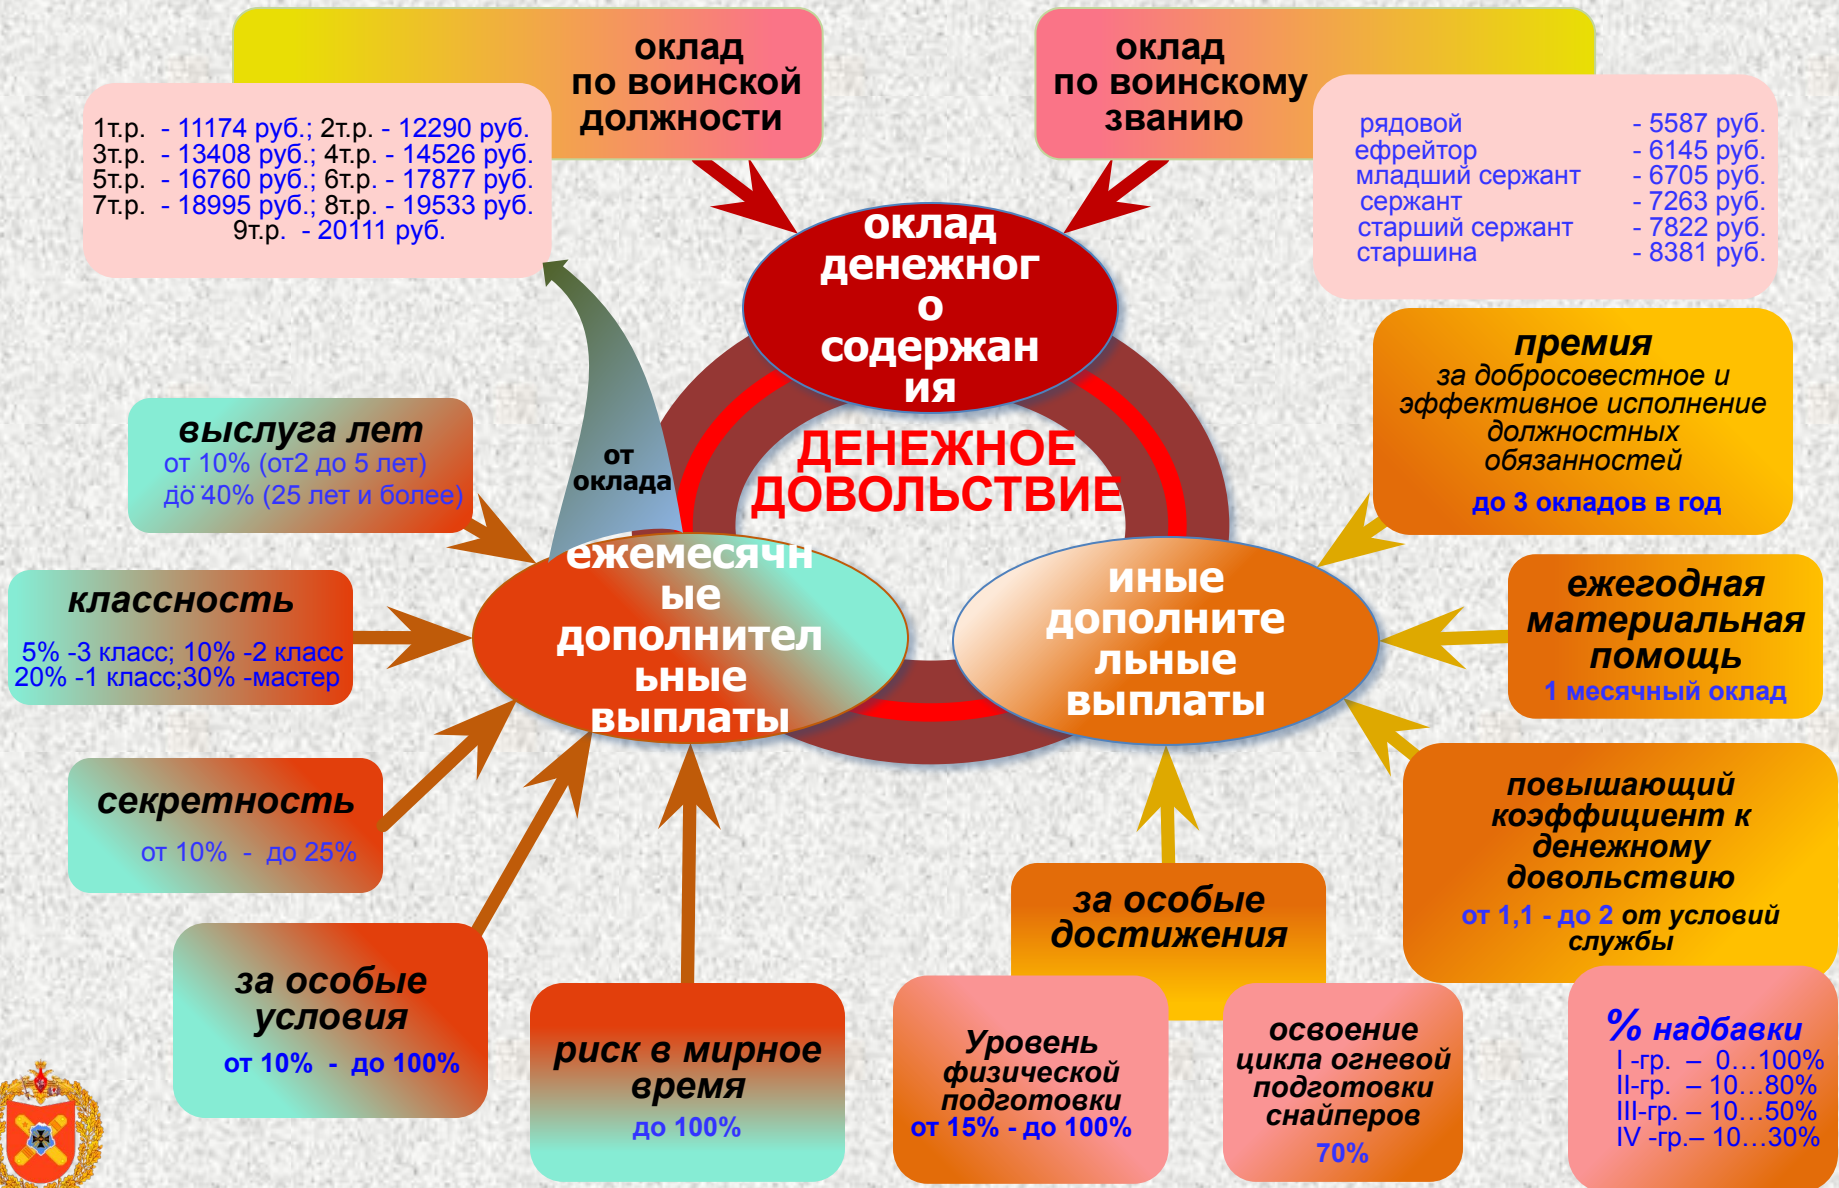 оклад
по воинской
должности
1т.р. - 11174 руб.; 2т.р. - 12290 руб.
3т.р. - 13408 руб.; 4т.р. - 14526 руб.
5т.р. - 16760 руб.; 6т.р. - 17877 руб.
7т.р. - 18995 руб.; 8т.р. - 19533 руб.
9т.р. - 20111 руб.
оклад
по воинскому
званию
рядовой - 5587 руб.
ефрейтор - 6145 руб.
младший сержант - 6705 руб.
сержант - 7263 руб.
старший сержант - 7822 руб.
старшина - 8381 руб.
оклад
денежног
о
содержан
ия
ДЕНЕЖНОЕ
ДОВОЛЬСТВИЕ
от
оклада
выслуга лет
от 10% (от2 до 5 лет)
до 40% (25 лет и более)
классность
5% -3 класс; 10% -2 класс
20% -1 класс;30% -мастер
секретность
от 10% - до 25%
за особые
условия
от 10% - до 100%
риск в мирное
время
до 100%
ежемесячн
ые
дополнител
ьные
выплаты
иные
дополните
льные
выплаты
премия
за добросовестное и
эффективное исполнение
должностных
обязанностей
до 3 окладов в год
ежегодная
материальная
помощь
1 месячный оклад
повышающий
коэффициент к
денежному
довольствию
от 1,1 - до 2 от условий
службы
за особые
достижения
Уровень
физической
подготовки
от 15% - до 100%
освоение
цикла огневой
подготовки
снайперов
70%
% надбавки
I -гр. – 0…100%
II-гр. – 10…80%
III-гр. – 10…50%
IV -гр.– 10…30%